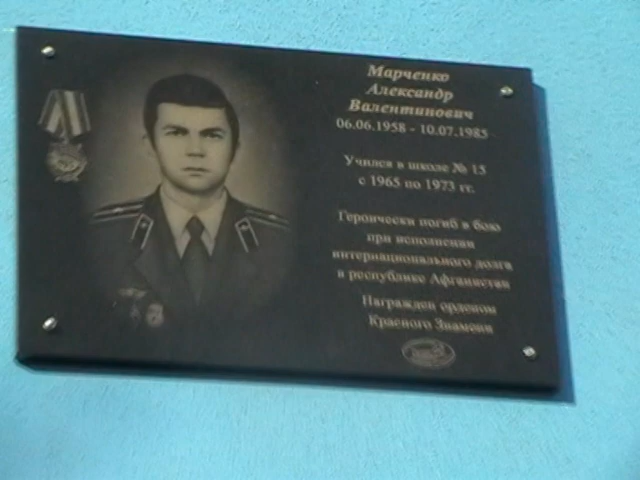 Марченко
Александр
Валентинович
06.06.1958 - 10.07.1985
Учился в школе № 15
с 1965 по 1973 гг.
Героически погиб в бою
при исполнении
интернационального долга
в республике Афганистан
Награжден орденом
Красного Знамени